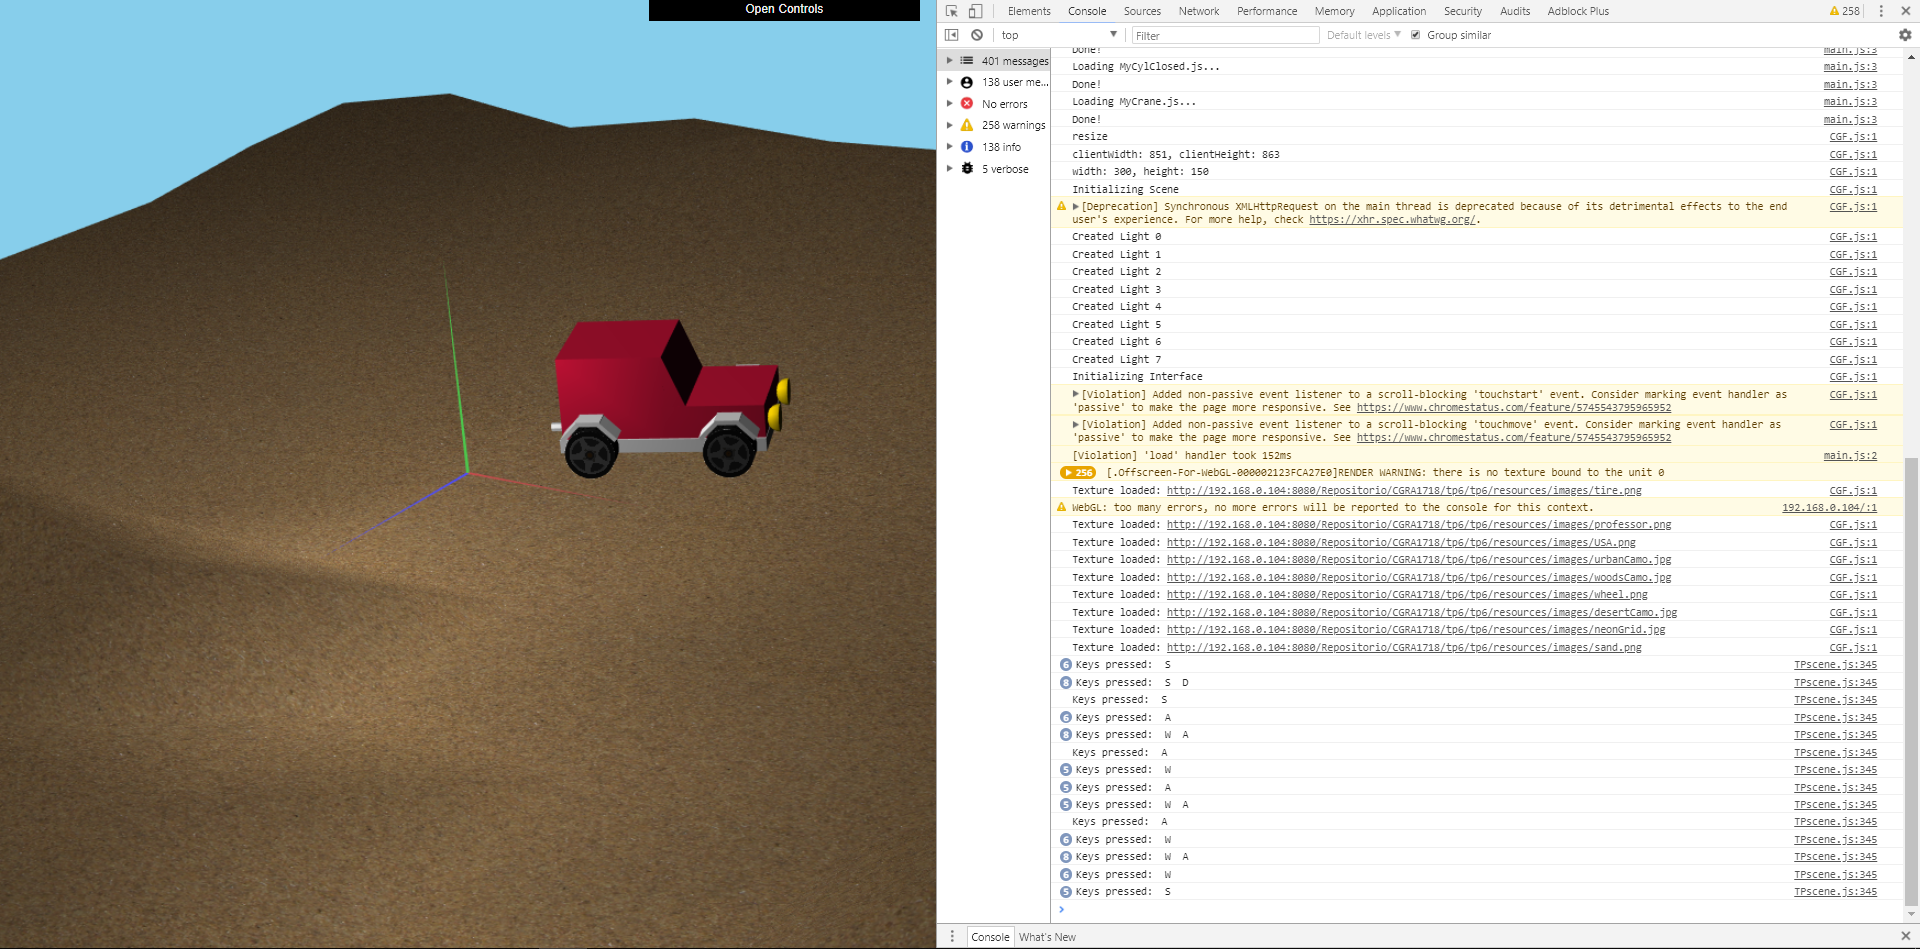 Open Controls
Elements Console Sources Network Performance Memory Application Security Audits Adblock Plus 258
top Filter Default levels Group similar
401 messages
138 user me...
No errors
258 warnings
138 info
5 verbose
Done! main.js:3
Loading MyCylClosed.js... main.js:3
Done! main.js:3
Loading MyCrane.js... main.js:3
Done! main.js:3
resize CGF.js:1
clientWidth: 851, clientHeight: 863 CGF.js:1
width: 300, height: 150 CGF.js:1
Initializing Scene CGF.js:1
[Deprecation] Synchronous XMLHttpRequest on the main thread is deprecated because of its detrimental effects to the end CGF.js:1
user's experience. For more help, check https://xhr.spec.whatwg.org/.
Created Light 0 CGF.js:1
Created Light 1 CGF.js:1
Created Light 2 CGF.js:1
Created Light 3 CGF.js:1
Created Light 4 CGF.js:1
Created Light 5 CGF.js:1
Created Light 6 CGF.js:1
Created Light 7 CGF.js:1
Initializing Interface CGF.js:1
[Violation] Added non-passive event listener to a scroll-blocking 'touchstart' event. Consider marking event handler as CGF.js:1
'passive' to make the page more responsive. See https://www.chromestatus.com/feature/5745543795965952
[Violation] Added non-passive event listener to a scroll-blocking 'touchmove' event. Consider marking event handler as CGF.js:1
'passive' to make the page more responsive. See https://www.chromestatus.com/feature/5745543795965952
[Violation] 'load' handler took 152ms main.js:2
256 [.Offscreen-For-WebGL-000002123FCA27E0]RENDER WARNING: there is no texture bound to the unit 0
Texture loaded: http://192.168.0.104:8080/Repositorio/CGRA1718/tp6/tp6/resources/images/tire.png CGF.js:1
WebGL: too many errors, no more errors will be reported to the console for this context. 192.168.0.104/:1
Texture loaded: http://192.168.0.104:8080/Repositorio/CGRA1718/tp6/tp6/resources/images/professor.png CGF.js:1
Texture loaded: http://192.168.0.104:8080/Repositorio/CGRA1718/tp6/tp6/resources/images/USA.png CGF.js:1
Texture loaded: http://192.168.0.104:8080/Repositorio/CGRA1718/tp6/tp6/resources/images/urbanCamo.jpg CGF.js:1
Texture loaded: http://192.168.0.104:8080/Repositorio/CGRA1718/tp6/tp6/resources/images/woodsCamo.jpg CGF.js:1
Texture loaded: http://192.168.0.104:8080/Repositorio/CGRA1718/tp6/tp6/resources/images/wheel.png CGF.js:1
Texture loaded: http://192.168.0.104:8080/Repositorio/CGRA1718/tp6/tp6/resources/images/desertCamo.jpg CGF.js:1
Texture loaded: http://192.168.0.104:8080/Repositorio/CGRA1718/tp6/tp6/resources/images/neonGrid.jpg CGF.js:1
Texture loaded: http://192.168.0.104:8080/Repositorio/CGRA1718/tp6/tp6/resources/images/sand.png CGF.js:1
6 Keys pressed: S TPscene.js:345
8 Keys pressed: S D TPscene.js:345
Keys pressed: S TPscene.js:345
6 Keys pressed: A TPscene.js:345
8 Keys pressed: W A TPscene.js:345
Keys pressed: A TPscene.js:345
5 Keys pressed: W TPscene.js:345
5 Keys pressed: A TPscene.js:345
5 Keys pressed: W A TPscene.js:345
Keys pressed: A TPscene.js:345
6 Keys pressed: W TPscene.js:345
8 Keys pressed: W A TPscene.js:345
6 Keys pressed: W TPscene.js:345
5 Keys pressed: S TPscene.js:345
Console What's New